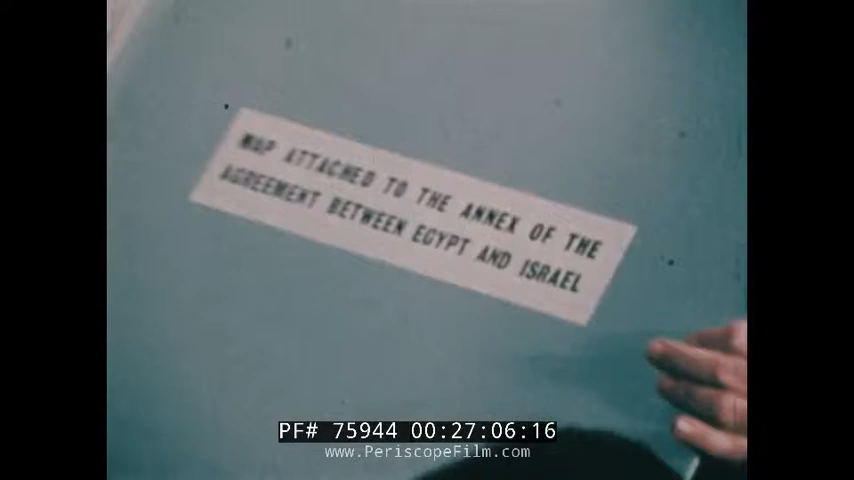 MAP ATTACHED TO THE ANNEX OF THE
AGREEMENT BETWEEN EGYPT AND ISRAEL
PF# 75944 00:27:06:16
www.PeriscopeFilm.com